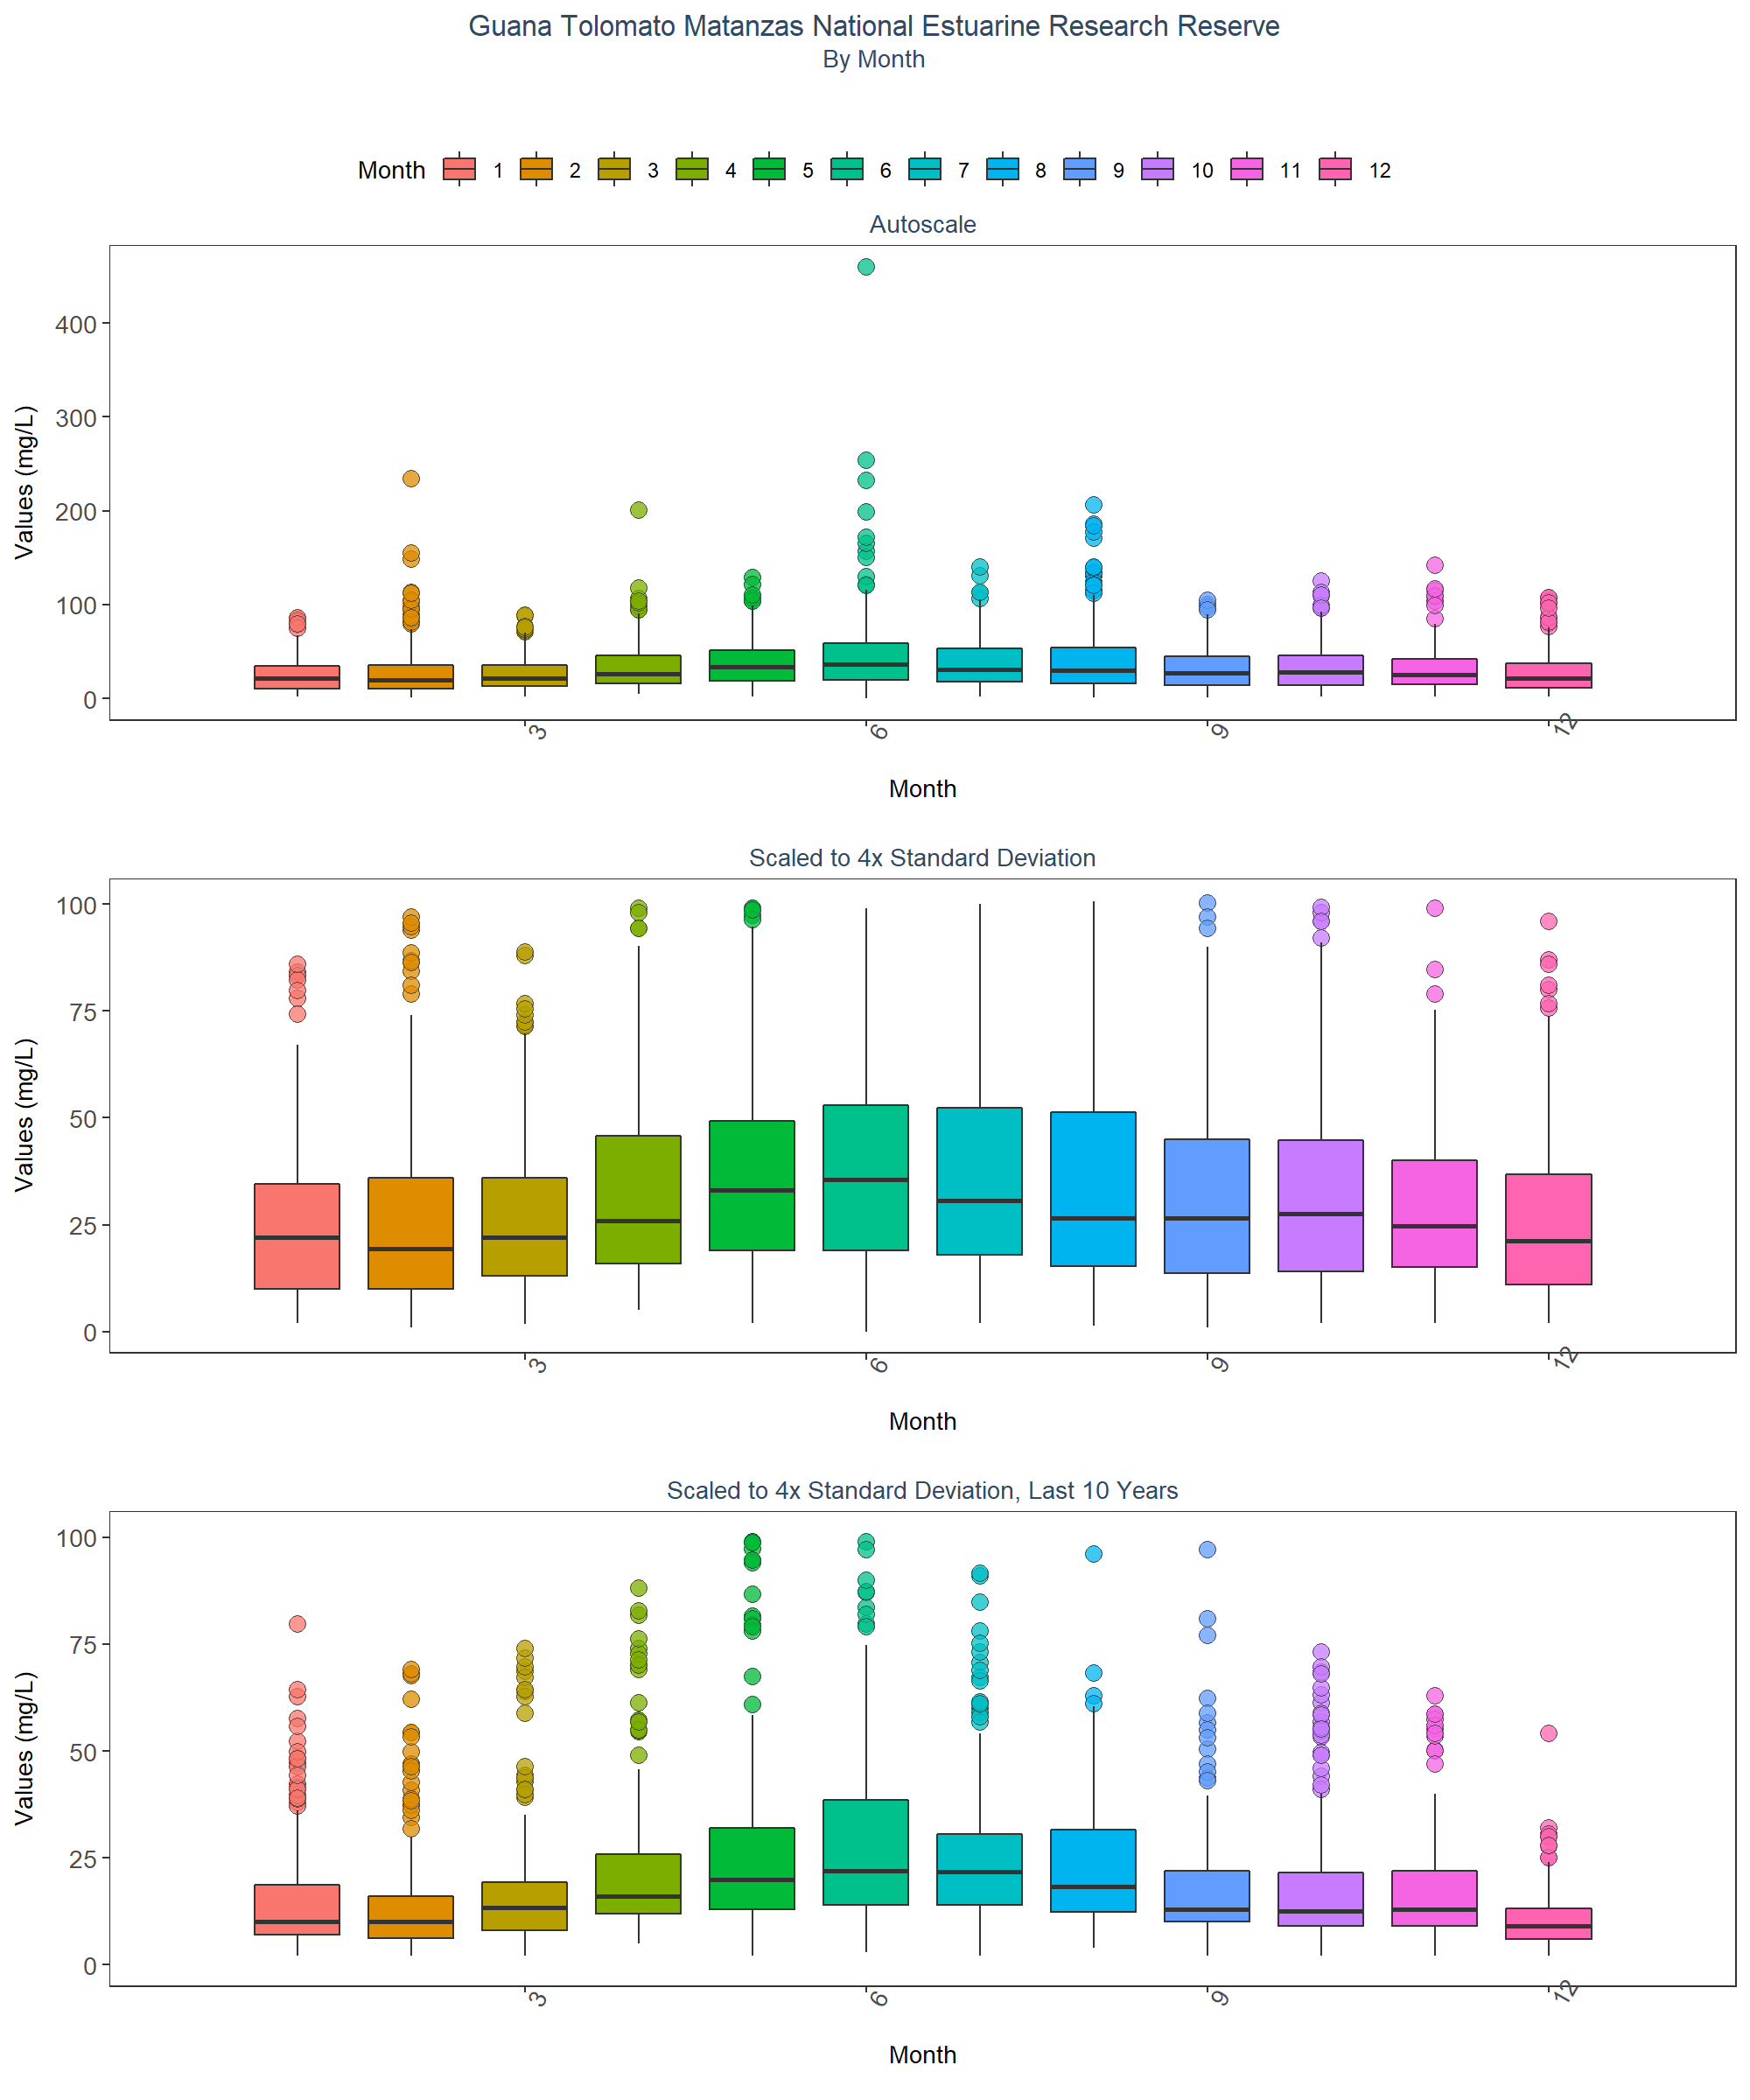 Guana Tolomato Matanzas National Estuarine Research Reserve
By Month
Month 1 2 3 4 5 6 7 8 9 10 11 12
Autoscale
Values (mg/L)
400
300
200
100
0
3 6 9 12
Month
Scaled to 4x Standard Deviation
Values (mg/L)
100
75
50
25
0
3 6 9 12
Month
Scaled to 4x Standard Deviation, Last 10 Years
Values (mg/L)
100
75
50
25
0
3 6 9 12
Month